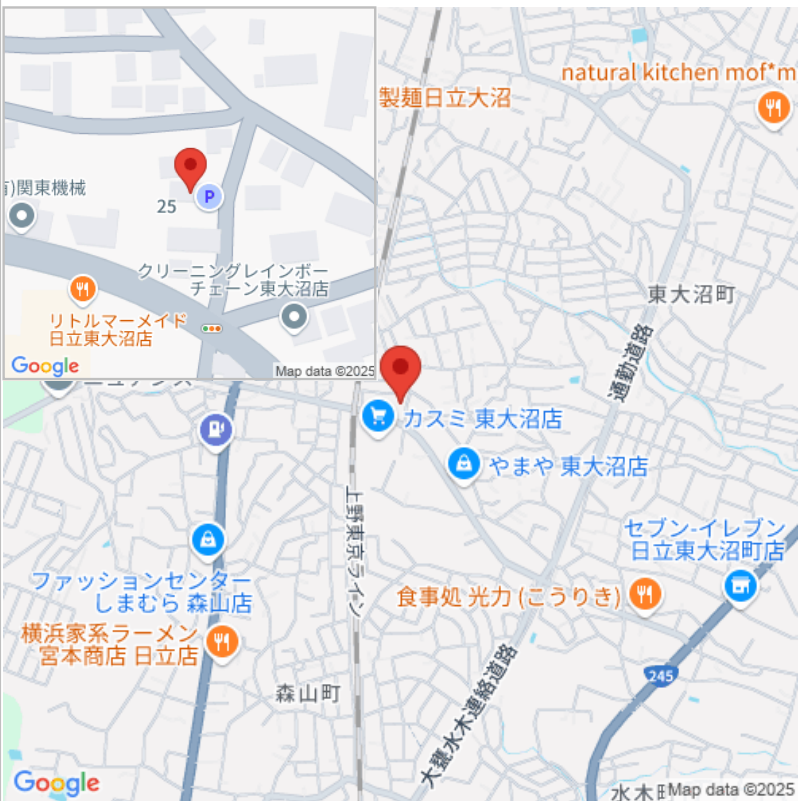 関東機械
25
P
クリーニングレインボー
チェーン東大沼店
リトルマーメイド
日立東大沼店
Google
Map data ©2025
natural kitchen mof*m
製麺日立大沼
東大沼町
通勤道路
カスミ 東大沼店
やまや 東大沼店
上野東京ライン
セブン-イレブン
日立東大沼町店
ファッションセンター
しまむら 森山店
食事処 光力 (こうりき)
横浜家系ラーメン
宮本商店 日立店
245
森山町
大甕水木連絡道路
Google
水木
Map data ©2025